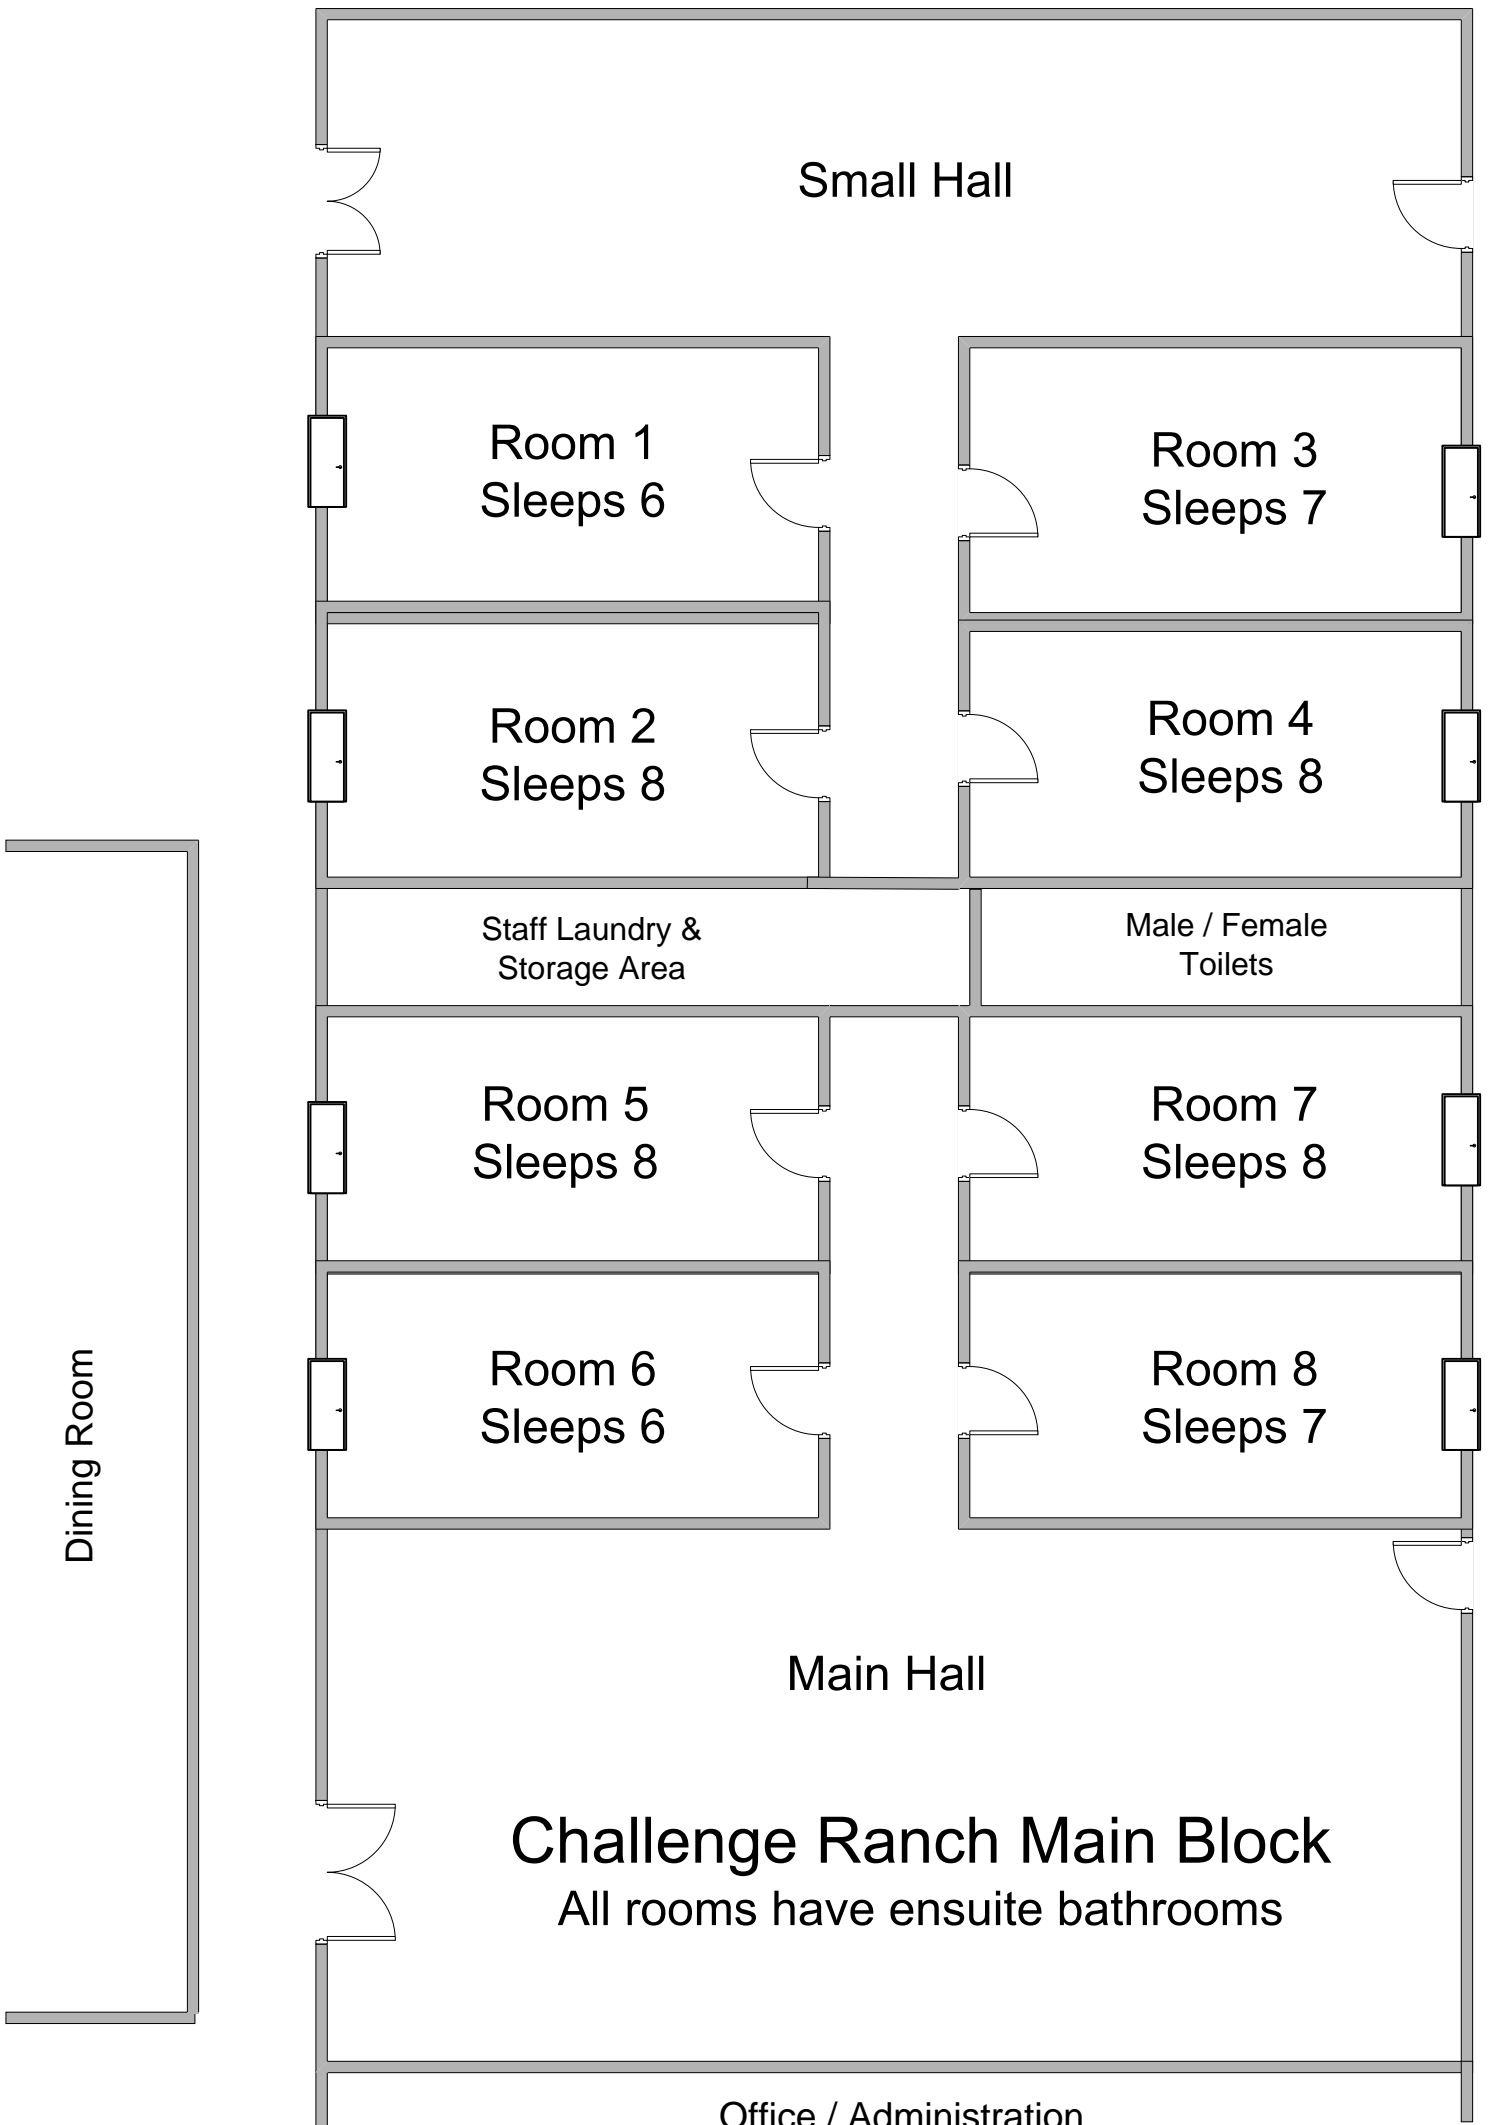 Small Hall
Room 1
Sleeps 6
Room 3
Sleeps 7
Room 2
Sleeps 8
Room 4
Sleeps 8
Staff Laundry &
Storage Area
Male / Female
Toilets
Room 5
Sleeps 8
Room 7
Sleeps 8
Dining Room
Room 6
Sleeps 6
Room 8
Sleeps 7
Main Hall
Challenge Ranch Main Block
All rooms have ensuite bathrooms
Office / Administration